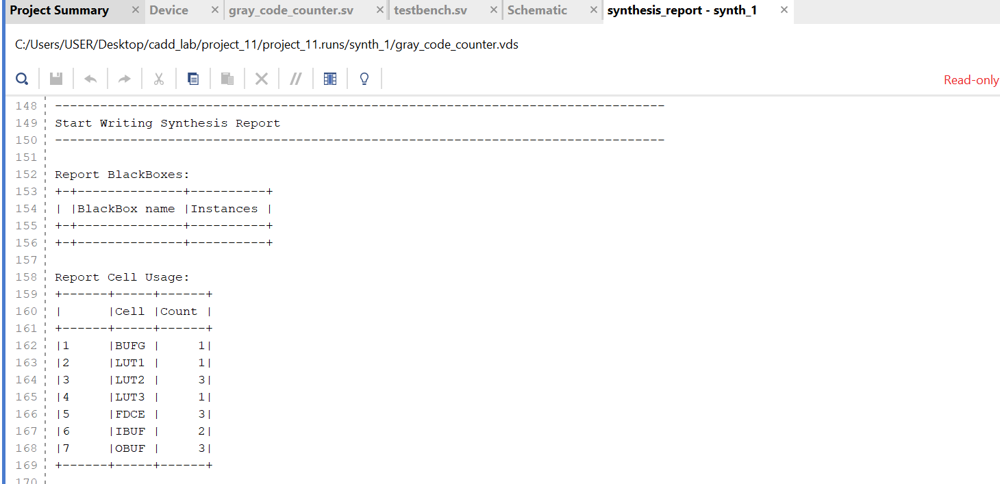 Project Summary × Device × gray_code_counter.sv × testbench.sv × Schematic × synthesis_report - synth_1 ×
C:/Users/USER/Desktop/cadd_lab/project_11/project_11.runs/synth_1/gray_code_counter.vds
Read-only
148 ---------------------------------------------------------------------------------
149 Start Writing Synthesis Report
150 ---------------------------------------------------------------------------------
151
152 Report BlackBoxes:
153 +-+--------------+----------+
154 | |BlackBox name |Instances |
155 +-+--------------+----------+
156 +-+--------------+----------+
157
158 Report Cell Usage:
159 +------+-----+------+
160 |      |Cell |Count |
161 +------+-----+------+
162 |1     |BUFG |     1|
163 |2     |LUT1 |     1|
164 |3     |LUT2 |     3|
165 |4     |LUT3 |     1|
166 |5     |FDCE |     3|
167 |6     |IBUF |     2|
168 |7     |OBUF |     3|
169 +------+-----+------+
170